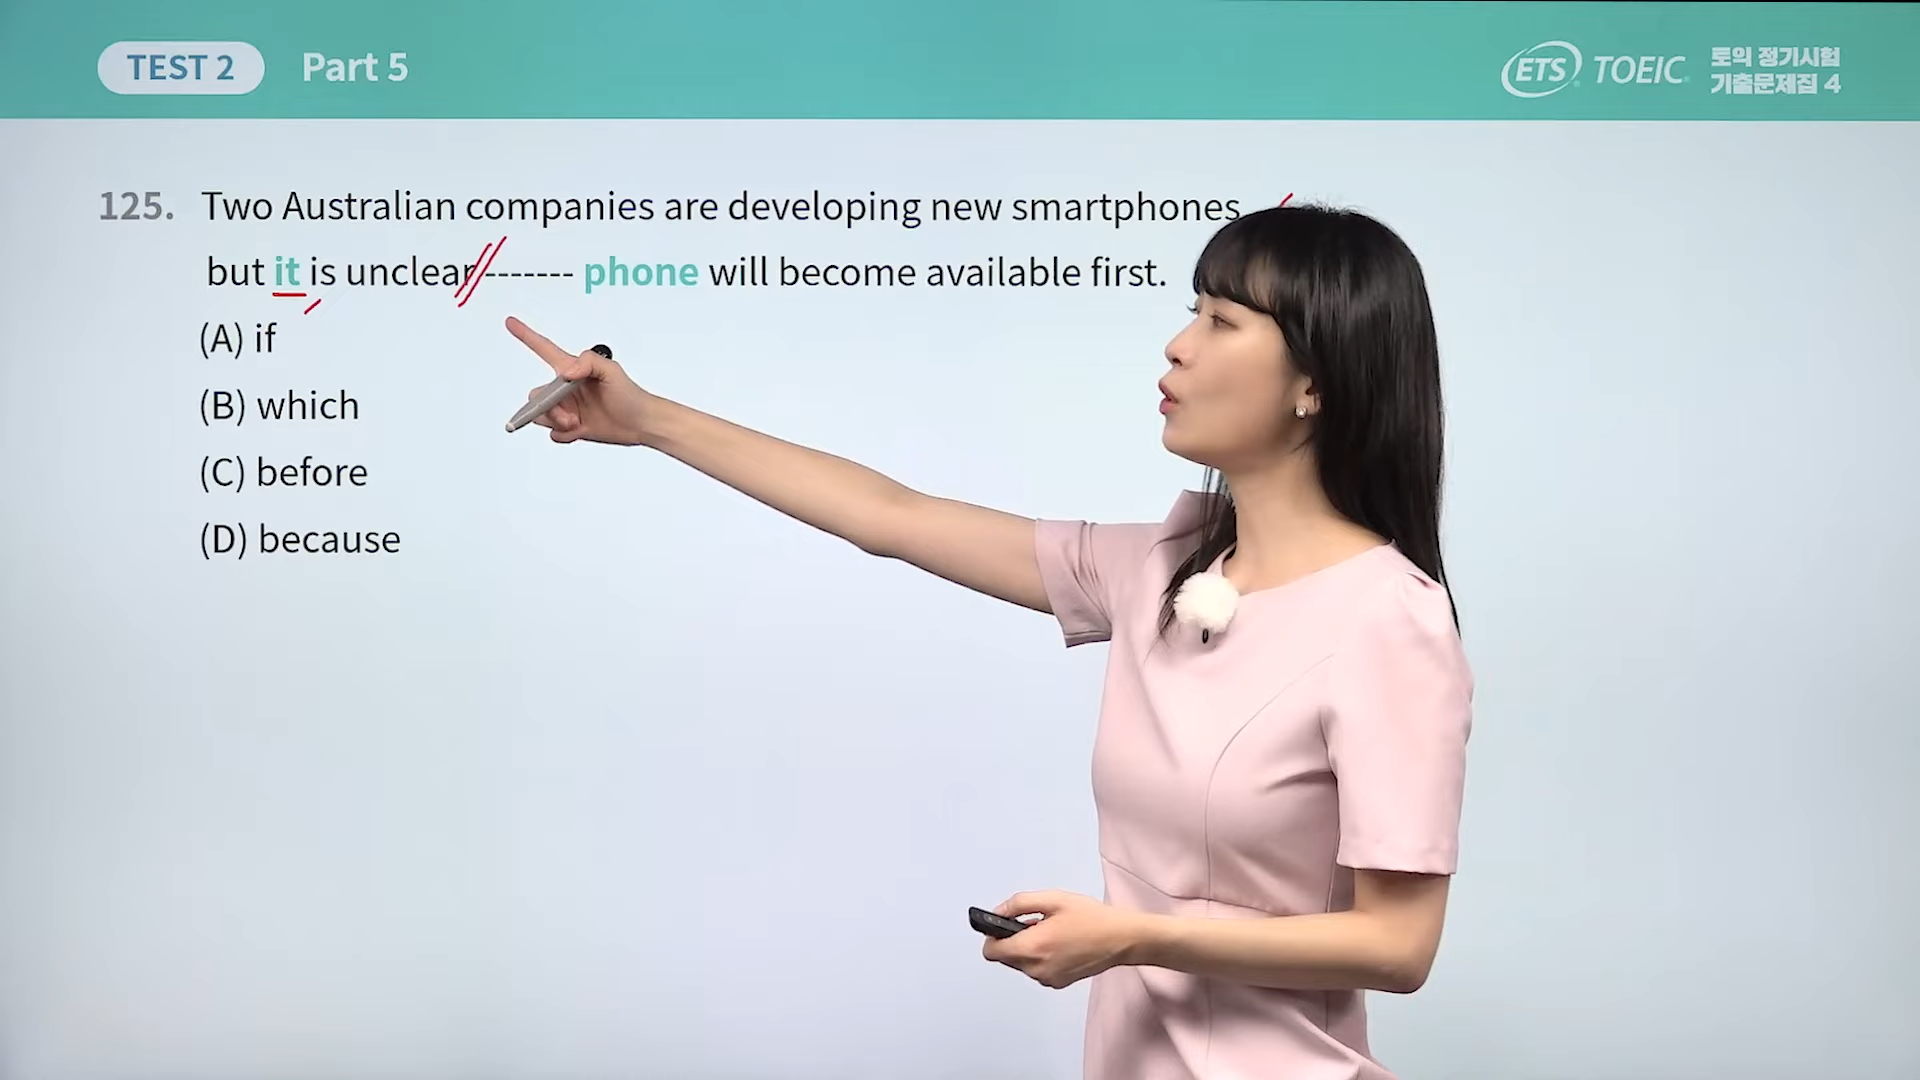 TEST 2
Part 5
ETS TOEIC
토익 정기시험
기출문제집 4
125. Two Australian companies are developing new smartphones
but it is unclear ------- phone will become available first.
(A) if
(B) which
(C) before
(D) because